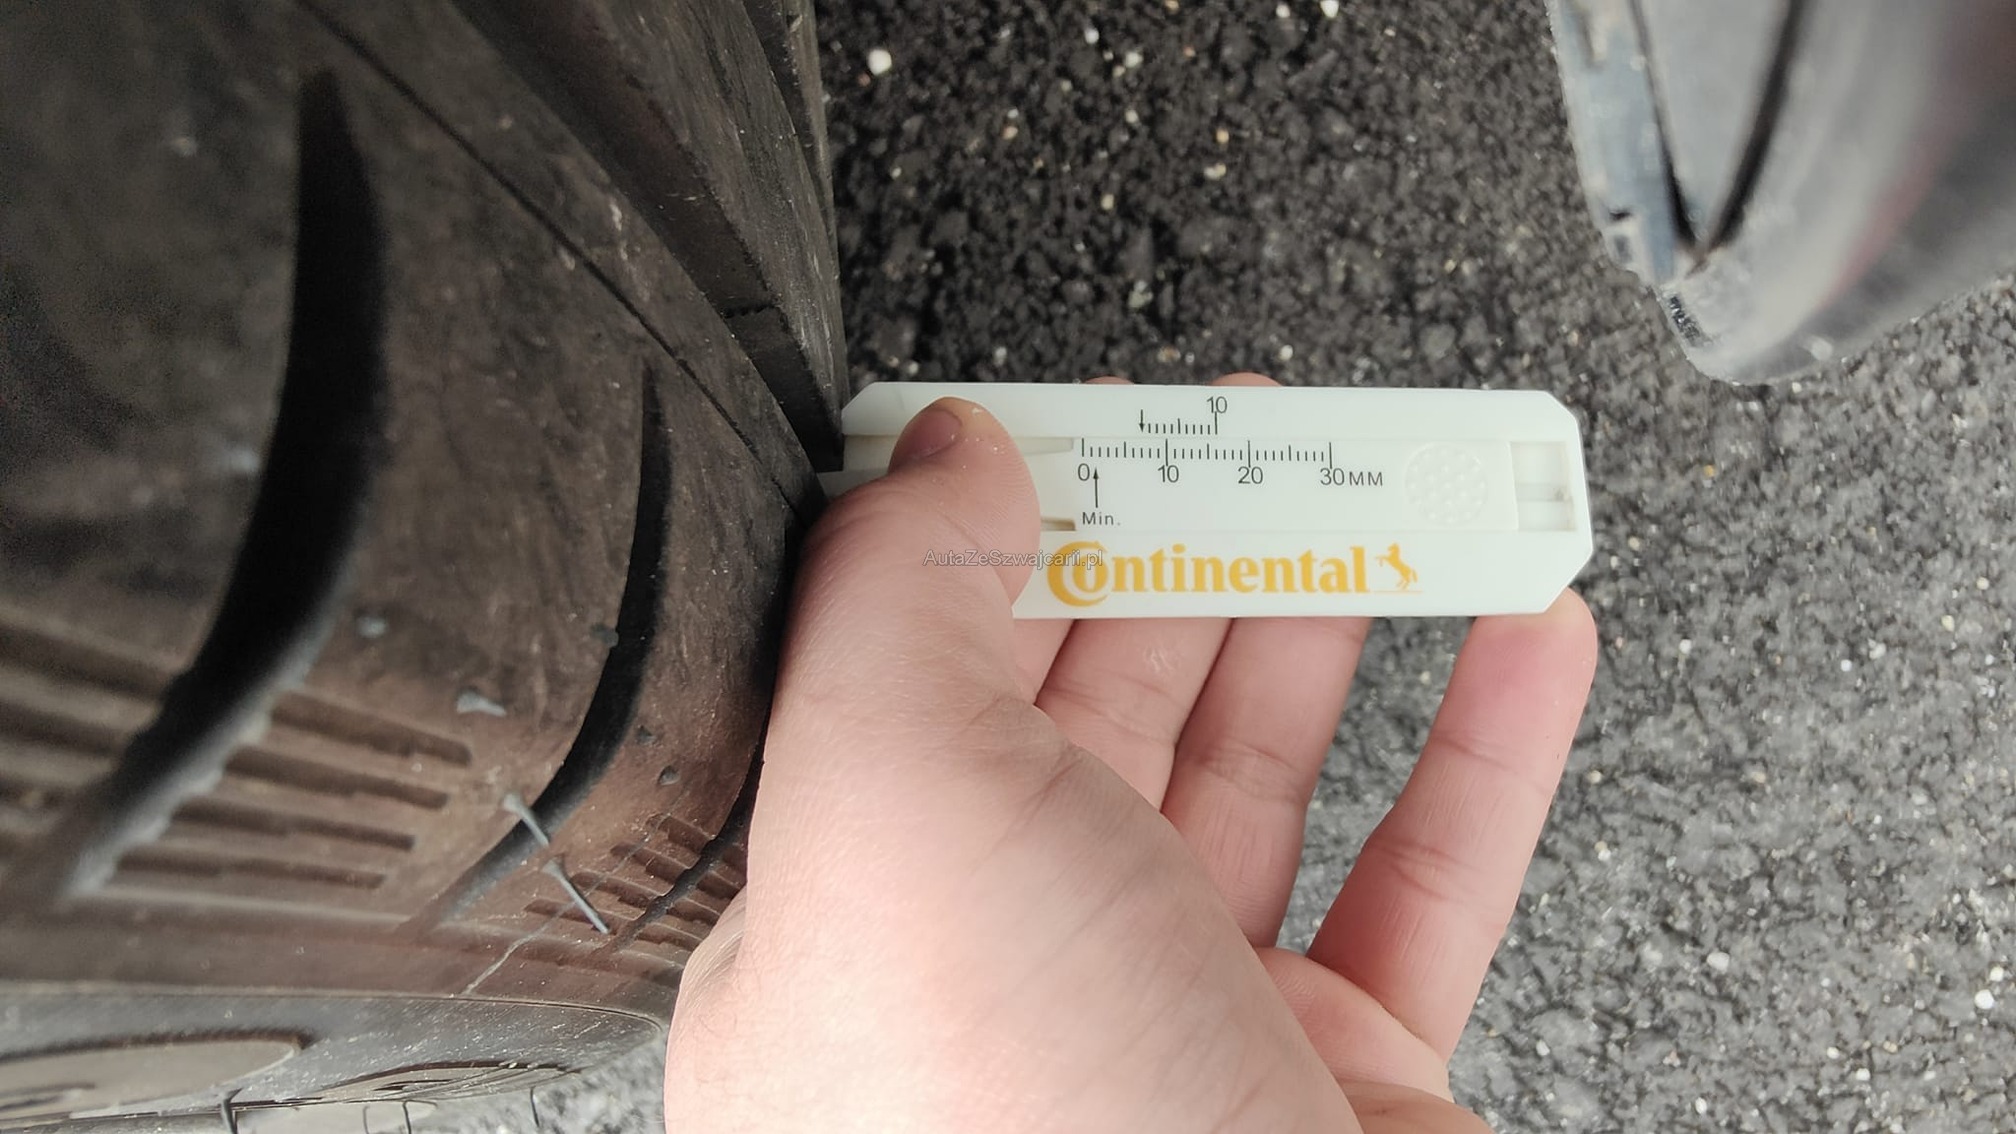 10
0 10 20 30MM
Min.
AutaZeSzwajcarii.pl
Continental